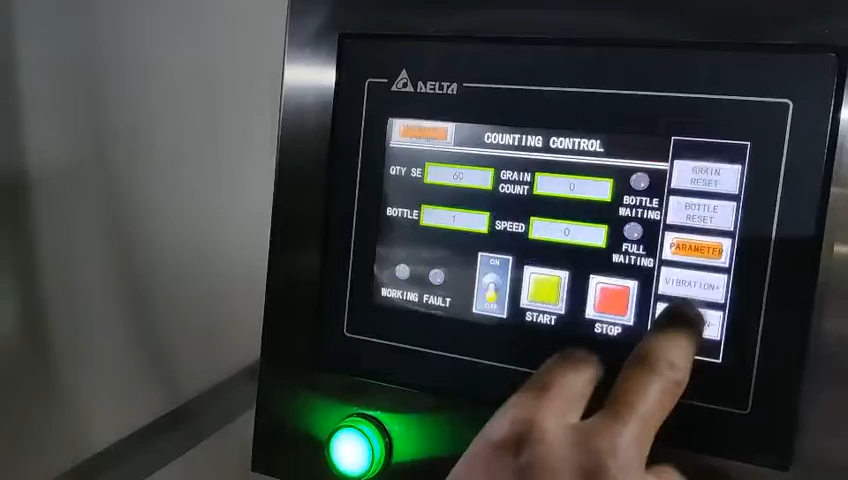 DELTA
COUNTING CONTROL
QTY SE 60 GRAIN COUNT 0
BOTTLE WAITING
BOTTLE 1 SPEED 0
FULL WAITING
WORKING FAULT
ON
OFF
START
STOP
GRAIN RESET
BOTTLE RESET
PARAMETER
VIBRATION+